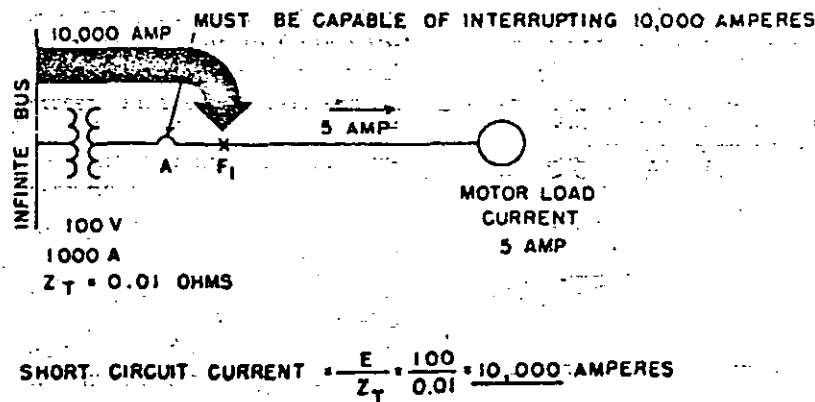 MUST BE CAPABLE OF INTERRUPTING 10,000 AMPERES
10,000 AMP
INFINITE BUS
5 AMP
A
F1
MOTOR LOAD
CURRENT
5 AMP
100 V
1000 A
ZT = 0.01 OHMS
SHORT CIRCUIT CURRENT = E/ZT = 100/0.01 = 10,000 AMPERES